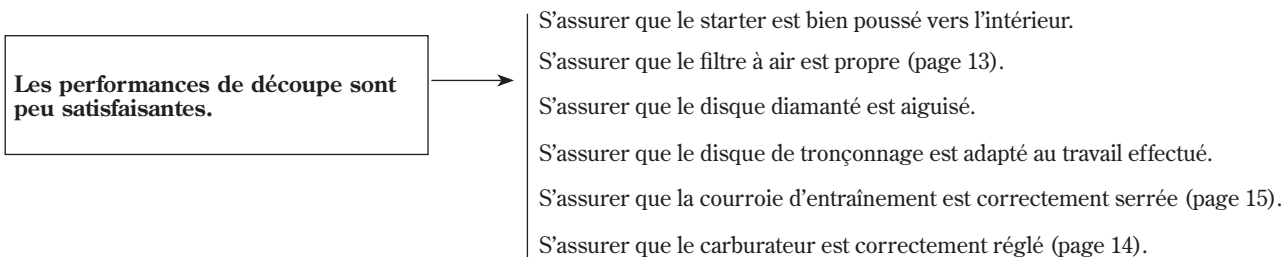 Les performances de découpe sont
peu satisfaisantes.
S’assurer que le starter est bien poussé vers l’intérieur.
S’assurer que le filtre à air est propre (page 13).
S’assurer que le disque diamanté est aiguisé.
S’assurer que le disque de tronçonnage est adapté au travail effectué.
S’assurer que la courroie d’entraînement est correctement serrée (page 15).
S’assurer que le carburateur est correctement réglé (page 14).